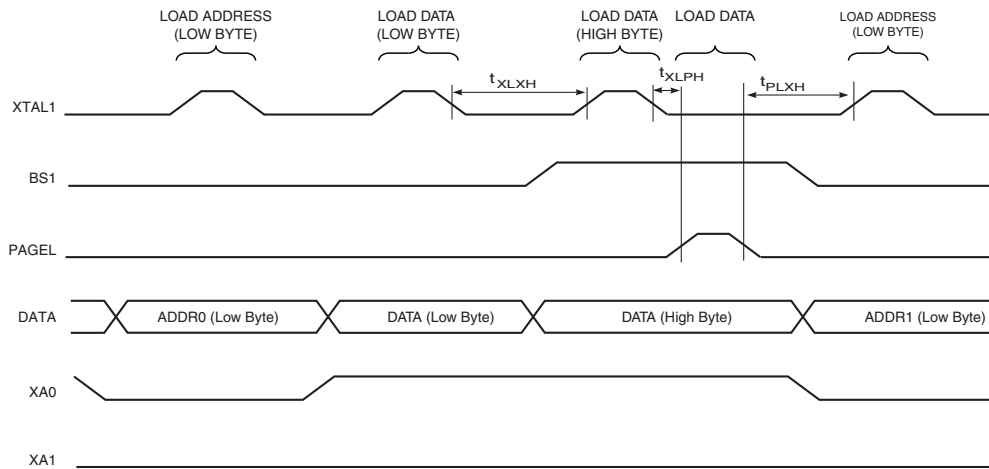 LOAD ADDRESS
(LOW BYTE)
LOAD DATA
(LOW BYTE)
LOAD DATA
(HIGH BYTE)
LOAD DATA
LOAD ADDRESS
(LOW BYTE)
tXLXH
tXLPH
tPLXH
XTAL1
BS1
PAGEL
DATA
ADDR0 (Low Byte)
DATA (Low Byte)
DATA (High Byte)
ADDR1 (Low Byte)
XA0
XA1